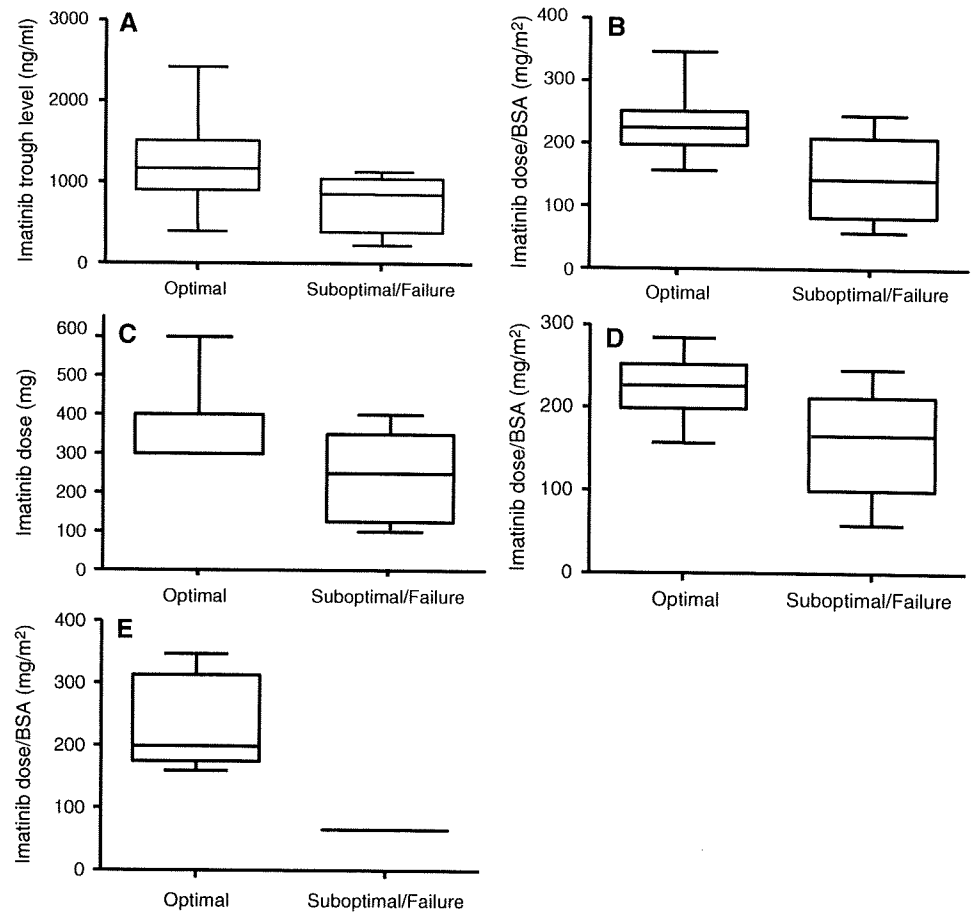 A
Imatinib trough level (ng/ml)
3000
2000
1000
0
Optimal
Suboptimal/Failure
B
Imatinib dose/BSA (mg/m²)
400
300
200
100
0
Optimal
Suboptimal/Failure
C
Imatinib dose (mg)
600
500
400
300
200
100
0
Optimal
Suboptimal/Failure
D
Imatinib dose/BSA (mg/m²)
300
200
100
0
Optimal
Suboptimal/Failure
E
Imatinib dose/BSA (mg/m²)
400
300
200
100
0
Optimal
Suboptimal/Failure